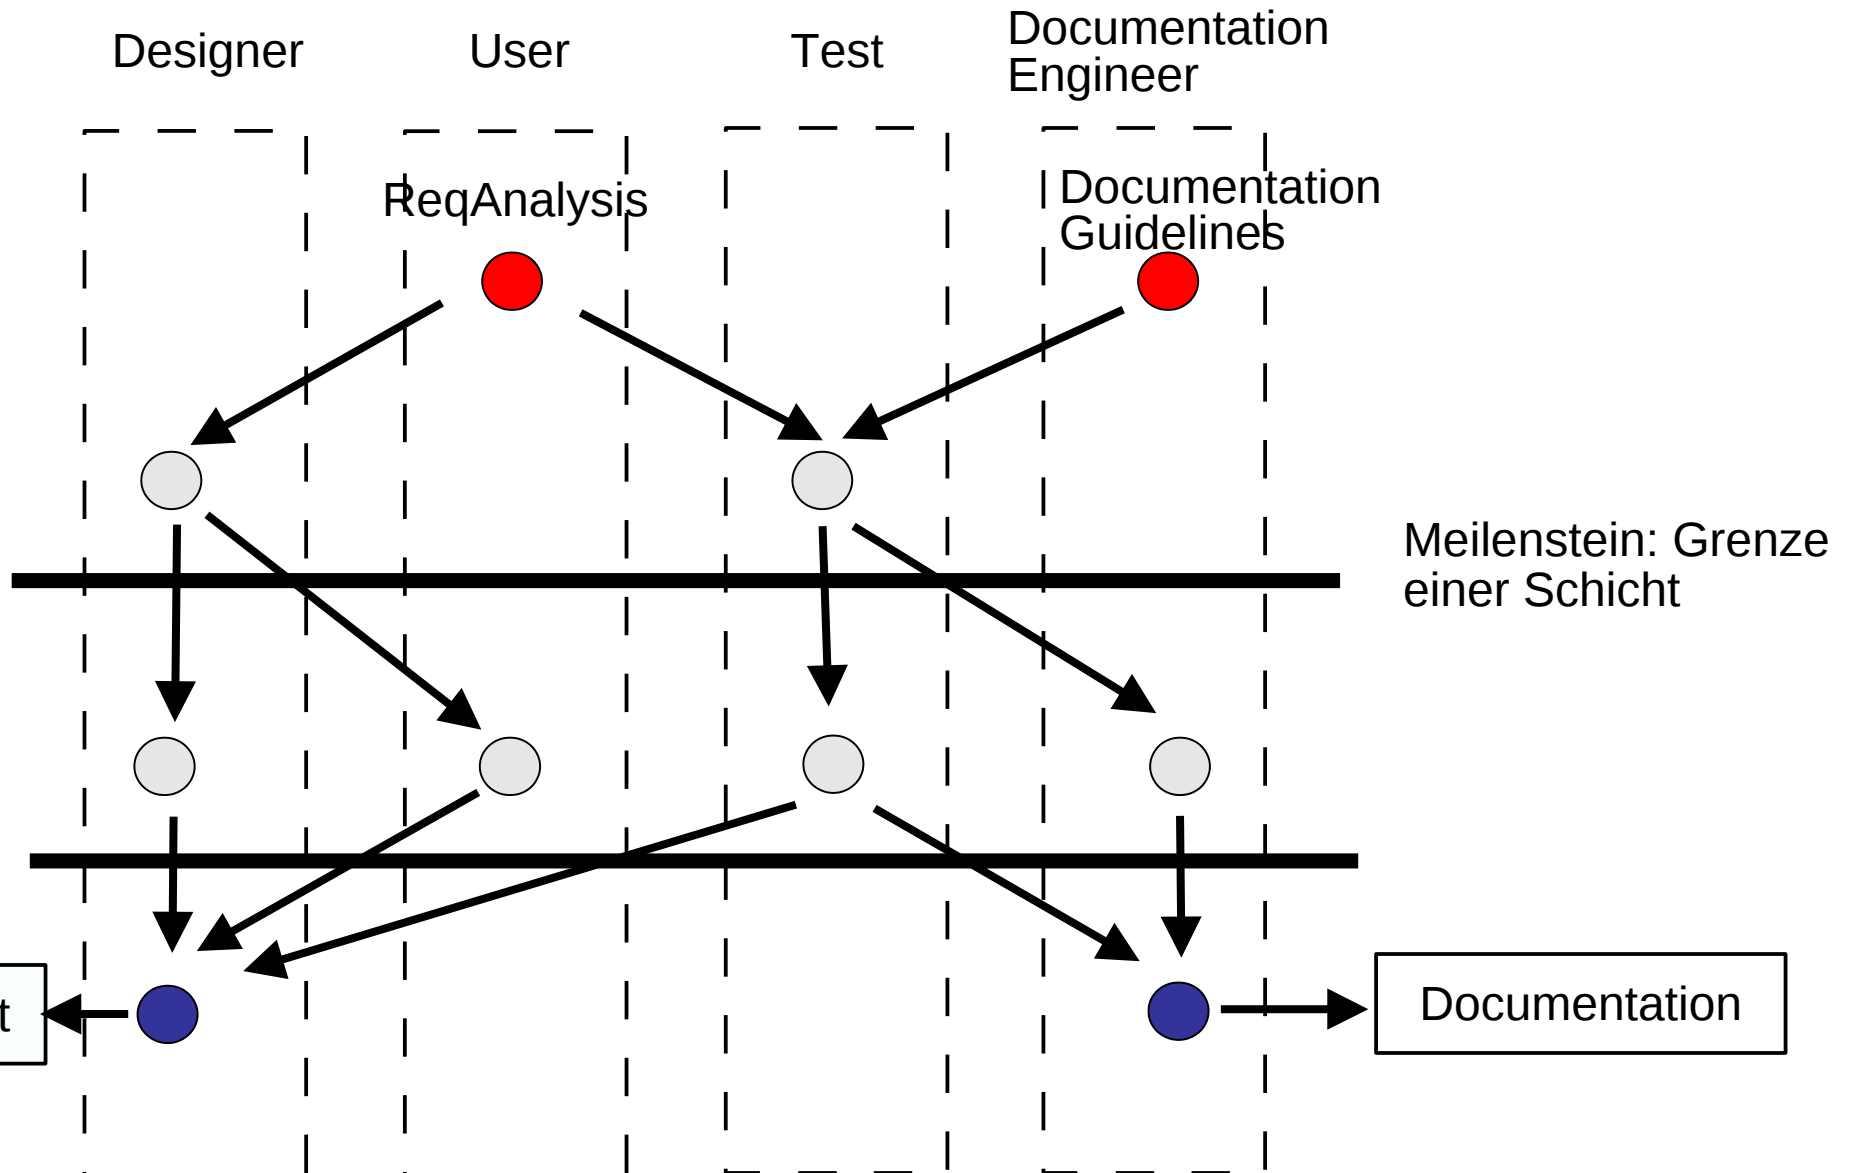 Designer
User
Test
Documentation
Engineer
ReqAnalysis
Documentation
Guidelines
Meilenstein: Grenze
einer Schicht
t
Documentation